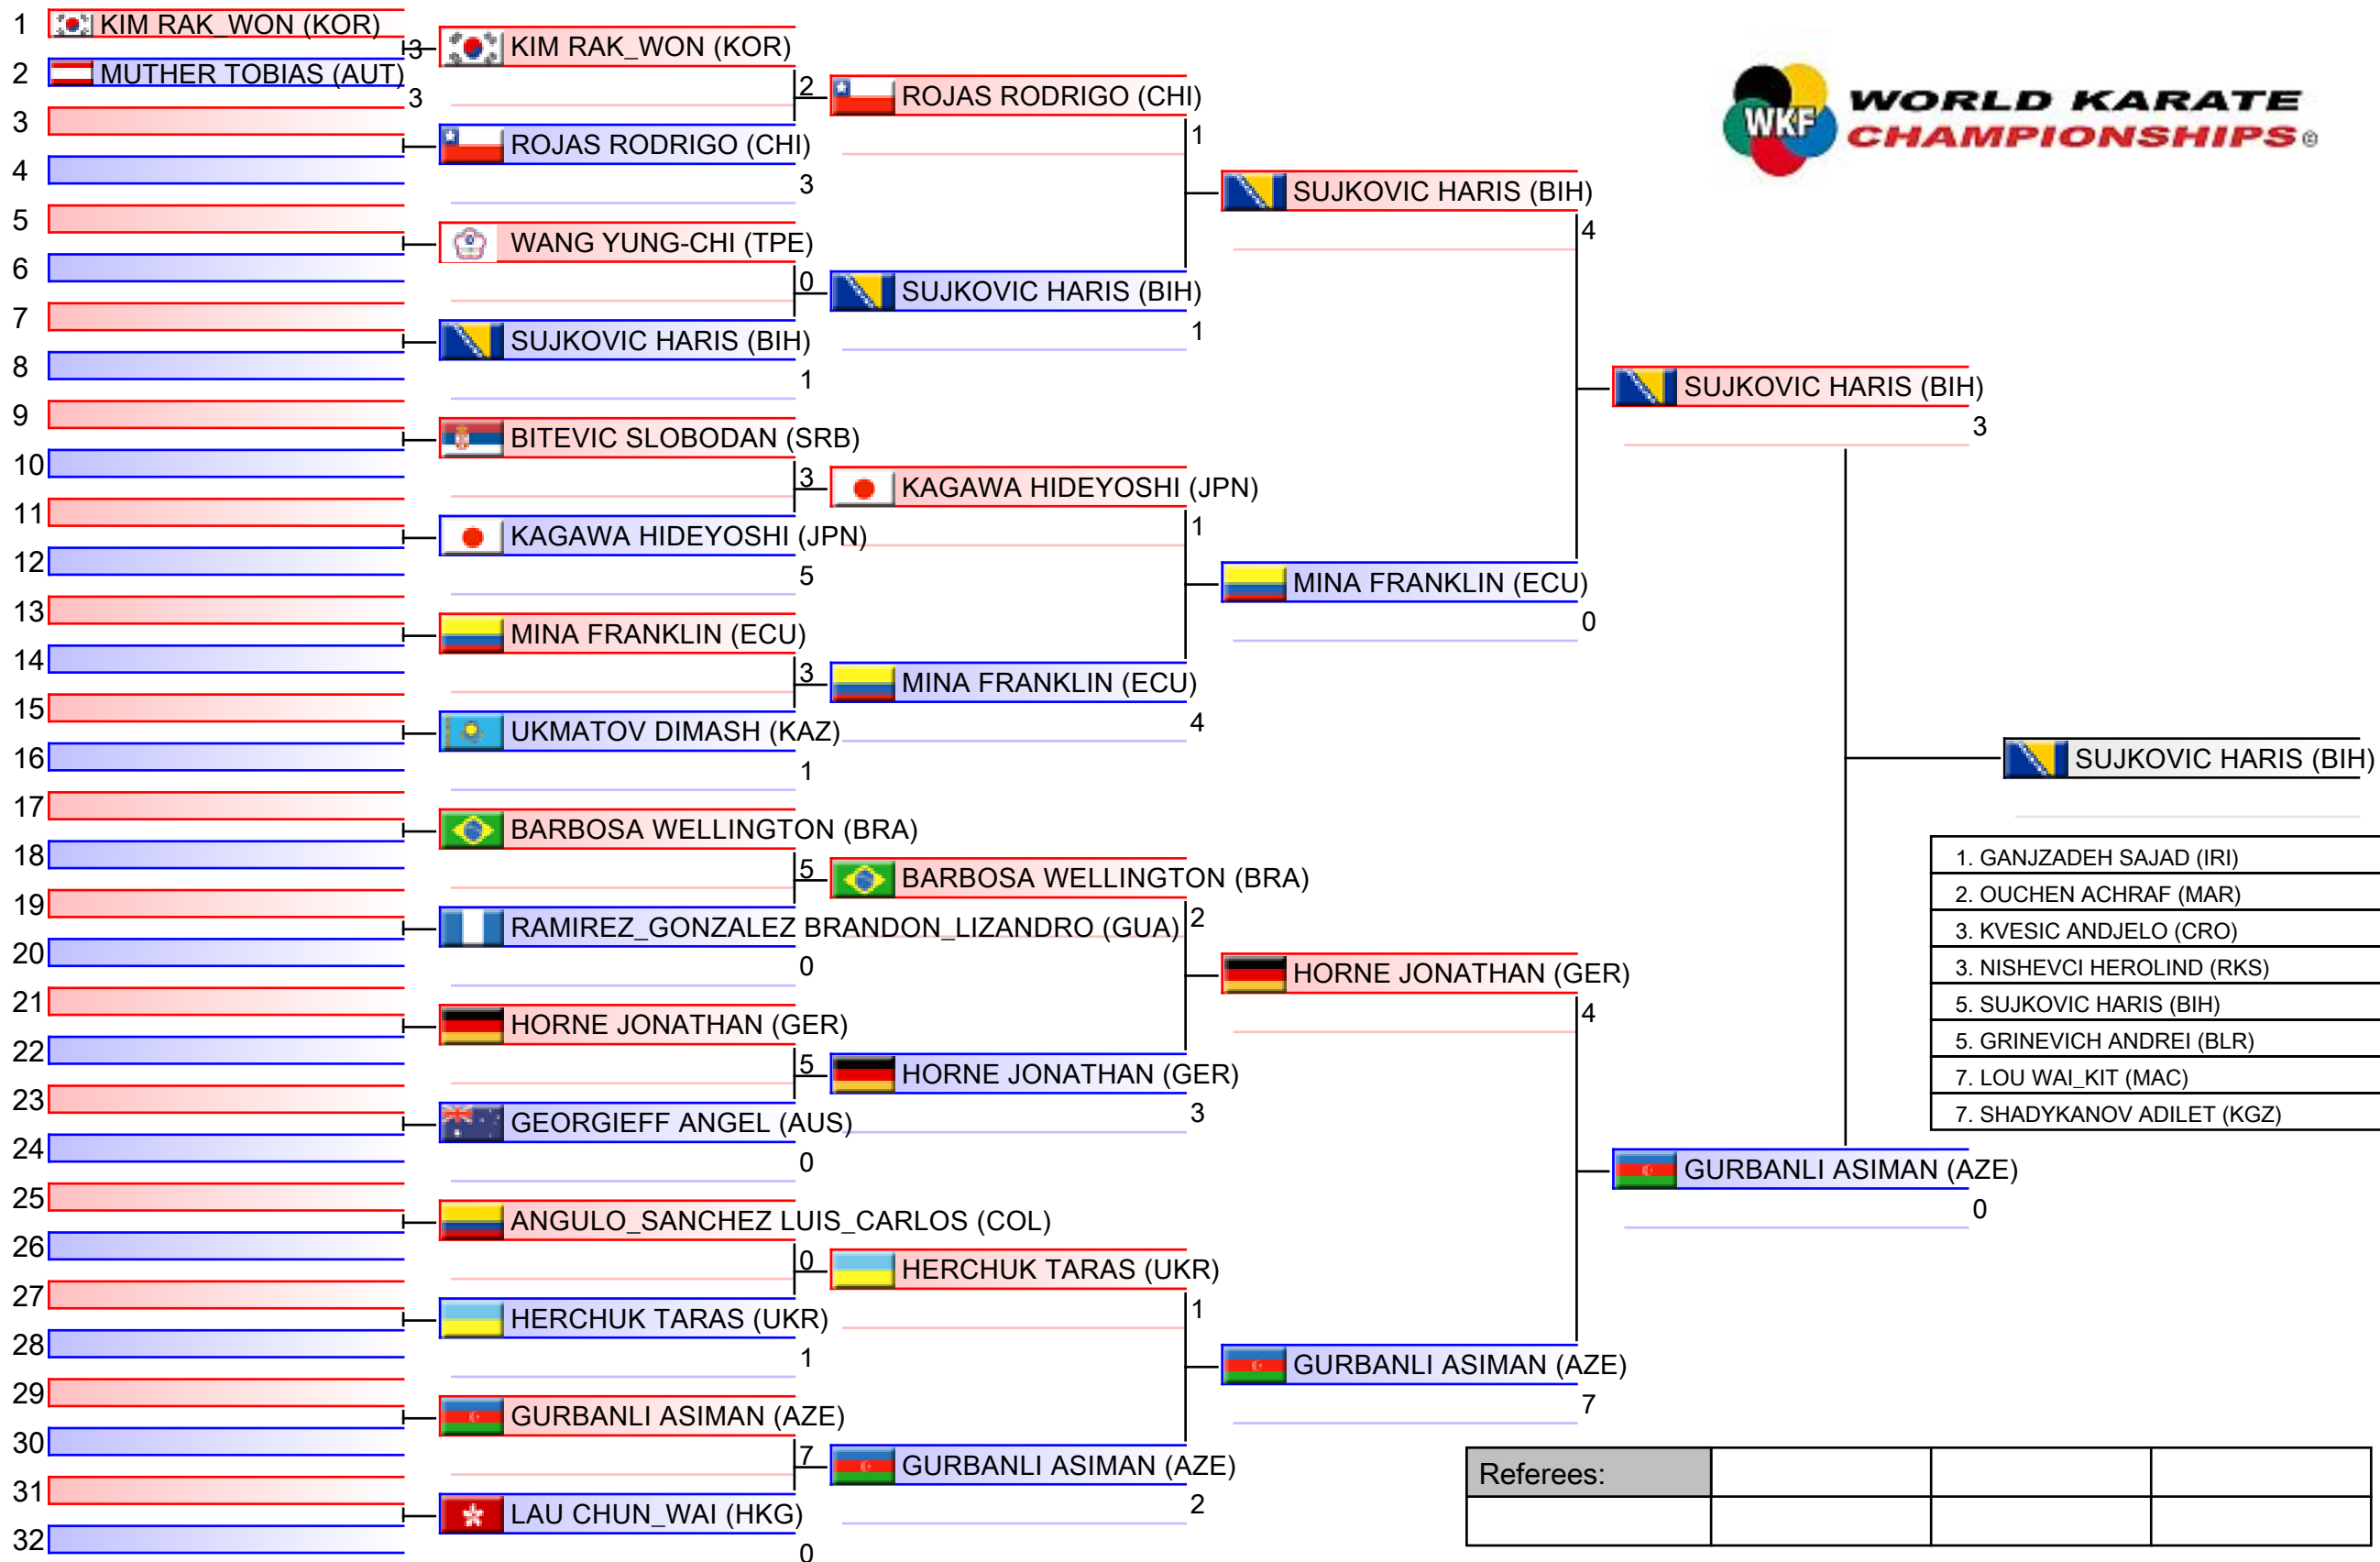 1 KIM RAK_WON (KOR)
3
2 MUTHER TOBIAS (AUT)
3
3
4
5
6
7
8
9
10
11
12
13
14
15
16
17
18
19
20
21
22
23
24
25
26
27
28
29
30
31
32
KIM RAK_WON (KOR)
2
ROJAS RODRIGO (CHI)
3
WANG YUNG-CHI (TPE)
0
SUJKOVIC HARIS (BIH)
1
BITEVIC SLOBODAN (SRB)
3
KAGAWA HIDEYOSHI (JPN)
5
MINA FRANKLIN (ECU)
3
UKMATOV DIMASH (KAZ)
1
BARBOSA WELLINGTON (BRA)
5
RAMIREZ_GONZALEZ BRANDON_LIZANDRO (GUA)
0
HORNE JONATHAN (GER)
5
GEORGIEFF ANGEL (AUS)
0
ANGULO_SANCHEZ LUIS_CARLOS (COL)
0
HERCHUK TARAS (UKR)
1
GURBANLI ASIMAN (AZE)
7
LAU CHUN_WAI (HKG)
0
ROJAS RODRIGO (CHI)
1
SUJKOVIC HARIS (BIH)
1
KAGAWA HIDEYOSHI (JPN)
1
MINA FRANKLIN (ECU)
4
BARBOSA WELLINGTON (BRA)
2
HORNE JONATHAN (GER)
3
HERCHUK TARAS (UKR)
1
GURBANLI ASIMAN (AZE)
2
SUJKOVIC HARIS (BIH)
4
MINA FRANKLIN (ECU)
0
HORNE JONATHAN (GER)
4
GURBANLI ASIMAN (AZE)
7
SUJKOVIC HARIS (BIH)
3
GURBANLI ASIMAN (AZE)
0
SUJKOVIC HARIS (BIH)
WKF
WORLD KARATE
CHAMPIONSHIPS ©
1. GANJZADEH SAJAD (IRI)
2. OUCHEN ACHRAF (MAR)
3. KVESIC ANDJELO (CRO)
3. NISHEVCI HEROLIND (RKS)
5. SUJKOVIC HARIS (BIH)
5. GRINEVICH ANDREI (BLR)
7. LOU WAI_KIT (MAC)
7. SHADYKANOV ADILET (KGZ)
Referees: